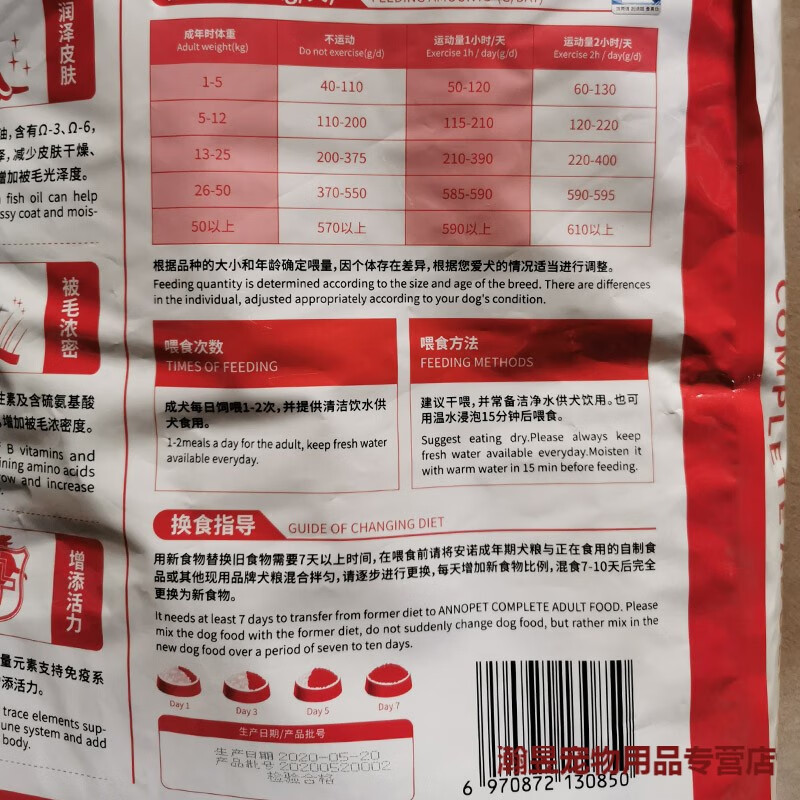 润泽皮肤
油,含有Ω-3、Ω-6,
减少皮肤干燥、
增加被毛光泽度。
fish oil can help
ssy coat and mois-
被毛浓密
素及含硫氨基酸
增加被毛浓密度。
B vitamins and
ining amino acids
ow and increase
增添活力
量元素支持免疫系
添活力。
trace elements sup-
une system and add
body.
成年时体重 不运动 运动量1小时/天 运动量2小时/天
Adult weight(kg) Do not exercise(g/d) Exercise 1h / day(g/d) Exercise 2h / day(g/d)
1-5 40-110 50-120 60-130
5-12 110-200 115-210 120-220
13-25 200-375 210-390 220-400
26-50 370-550 585-590 590-595
50以上 570以上 590以上 610以上
根据品种的大小和年龄确定喂量,因个体存在差异,根据您爱犬的情况适当进行调整。
Feeding quantity is determined according to the size and age of the breed. There are differences
in the individual, adjusted appropriately according to your dog's condition.
喂食次数
TIMES OF FEEDING
成犬每日饲喂1-2次,并提供清洁饮水供
犬食用。
1-2meals a day for the adult, keep fresh water
available everyday.
喂食方法
FEEDING METHODS
建议干喂,并常备洁净水供犬饮用。也可
用温水浸泡15分钟后喂食。
Suggest eating dry.Please always keep
fresh water available everyday.Moisten it
with warm water in 15 min before feeding.
换食指导 GUIDE OF CHANGING DIET
用新食物替换旧食物需要7天以上时间,在喂食前请将安诺成年期犬粮与正在食用的自制食
品或其他现用品牌犬粮混合拌匀,请逐步进行更换,每天增加新食物比例,混食7-10天后完全
更换为新食物。
It needs at least 7 days to transfer from former diet to ANNOPET COMPLETE ADULT FOOD. Please
mix the dog food with the former diet, do not suddenly change dog food, but rather mix in the
new dog food over a period of seven to ten days.
Day 1 Day 3 Day 5 Day 7
生产日期/产品批号
生产日期 2020-05-20
产品批号 20200520002
检验合格
6 970872 130850
COMPLETE
瀚昱宠物用品专营店